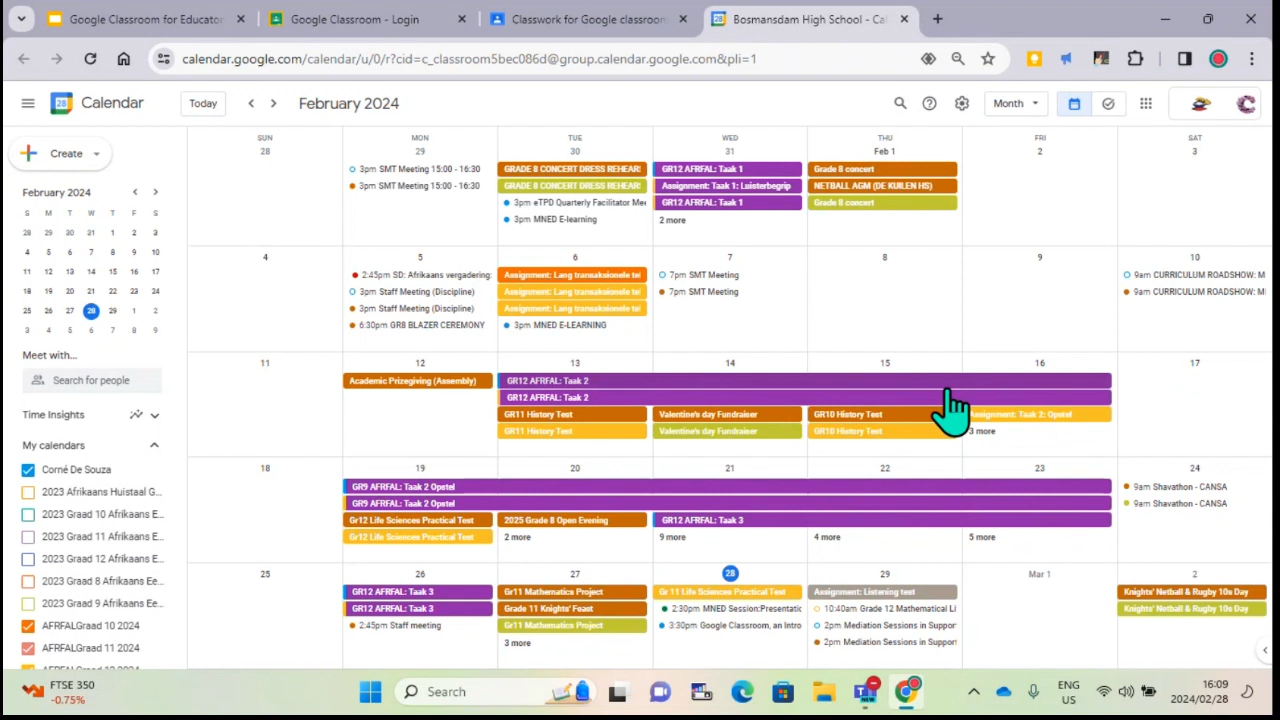 Google Classroom for Educator
Google Classroom - Login
Classwork for Google classroom
Bosmansdam High School - Cal
calendar.google.com/calendar/u/0/r?cid=c_classroom5bec086d@group.calendar.google.com&pli=1
28
Calendar
Today
February 2024
Month
Create
February 2024
S M T W T F S
28 29 30 31 1 2 3
4 5 6 7 8 9 10
11 12 13 14 15 16 17
18 19 20 21 22 23 24
25 26 27 28 29 1 2
3 4 5 6 7 8 9
Meet with...
Search for people
Time Insights
My calendars
Corné De Souza
2023 Afrikaans Huistaal G...
2023 Graad 10 Afrikaans E...
2023 Graad 11 Afrikaans E...
2023 Graad 12 Afrikaans E...
2023 Graad 8 Afrikaans Ee...
2023 Graad 9 Afrikaans Ee...
AFRFALGraad 10 2024
AFRFALGraad 11 2024
SUN MON TUE WED THU FRI SAT
28 29 30 31 Feb 1 2 3
3pm SMT Meeting 15:00 - 16:30
3pm SMT Meeting 15:00 - 16:30
GRADE 8 CONCERT DRESS REHEAR
GRADE 8 CONCERT DRESS REHEAR
3pm eTPD Quarterly Facilitator Mee
3pm MNED E-learning
GR12 AFRFAL: Taak 1
Assignment: Taak 1: Luisterbegrip
GR12 AFRFAL: Taak 1
2 more
Grade 8 concert
NETBALL AGM (DE KUILEN HS)
Grade 8 concert
4 5 6 7 8 9 10
2:45pm SD: Afrikaans vergadering:
3pm Staff Meeting (Discipline)
3pm Staff Meeting (Discipline)
6:30pm GR8 BLAZER CEREMONY
Assignment: Lang transaksionele te
Assignment: Lang transaksionele te
Assignment: Lang transaksionele te
3pm MNED E-LEARNING
7pm SMT Meeting
7pm SMT Meeting
9am CURRICULUM ROADSHOW: M
9am CURRICULUM ROADSHOW: M
11 12 13 14 15 16 17
Academic Prizegiving (Assembly)
GR12 AFRFAL: Taak 2
GR12 AFRFAL: Taak 2
GR11 History Test
GR11 History Test
Valentine's day Fundraiser
Valentine's day Fundraiser
GR10 History Test
GR10 History Test
Assignment: Taak 2: Opstel
3 more
18 19 20 21 22 23 24
GR9 AFRFAL: Taak 2 Opstel
GR9 AFRFAL: Taak 2 Opstel
Gr12 Life Sciences Practical Test
Gr12 Life Sciences Practical Test
2025 Grade 8 Open Evening
2 more
GR12 AFRFAL: Taak 3
9 more
4 more
5 more
9am Shavathon - CANSA
9am Shavathon - CANSA
25 26 27 28 29 Mar 1 2
GR12 AFRFAL: Taak 3
GR12 AFRFAL: Taak 3
2:45pm Staff meeting
Gr11 Mathematics Project
Grade 11 Knights' Feast
Gr11 Mathematics Project
3 more
Gr 11 Life Sciences Practical Test
2:30pm MNED Session:Presentatic
3:30pm Google Classroom, an Intro
Assignment: Listening test
10:40am Grade 12 Mathematical Li
2pm Mediation Sessions in Support
2pm Mediation Sessions in Support
Knights' Netball & Rugby 10s Day
Knights' Netball & Rugby 10s Day
FTSE 350
-0.75%
Search
NEW
ENG
US
16:09
2024/02/28